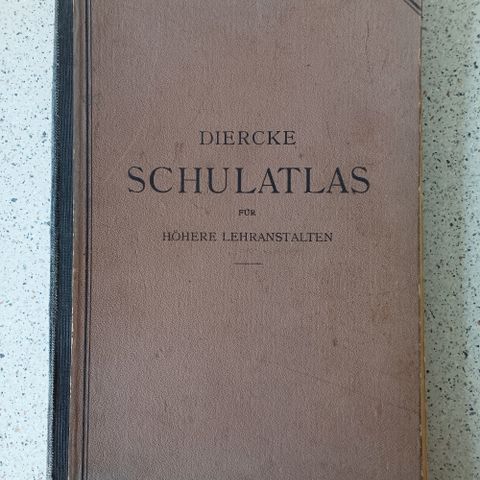 DIERCKE
SCHULATLAS
FÜR
HÖHERE LEHRANSTALTEN